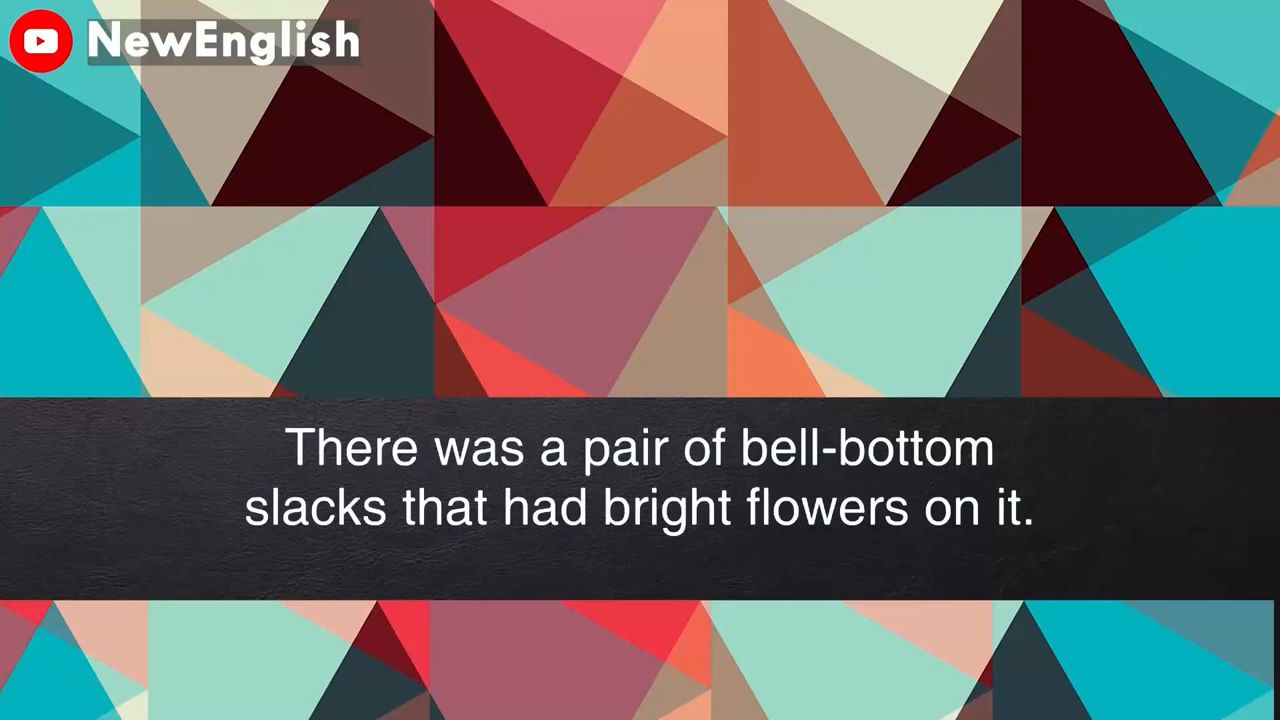 NewEnglish
There was a pair of bell-bottom
slacks that had bright flowers on it.